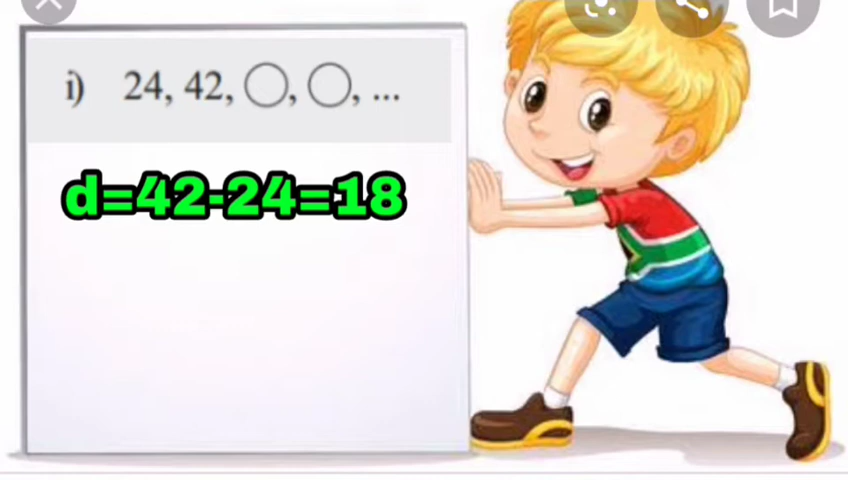 i) 24, 42, ◯, ◯, ...
d=42-24=18